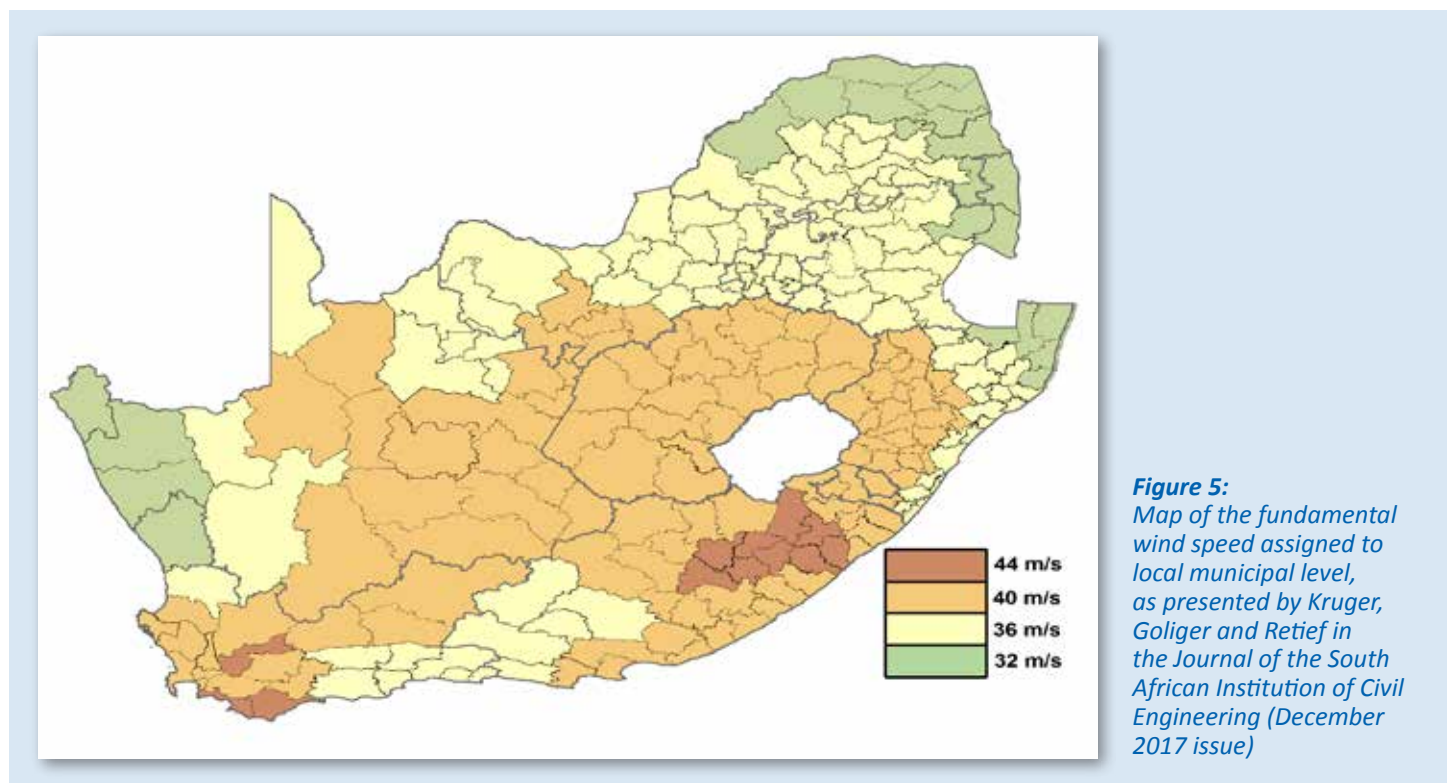 44 m/s
40 m/s
36 m/s
32 m/s
Figure 5:
Map of the fundamental
wind speed assigned to
local municipal level,
as presented by Kruger,
Goliger and Retief in
the Journal of the South
African Institution of Civil
Engineering (December
2017 issue)